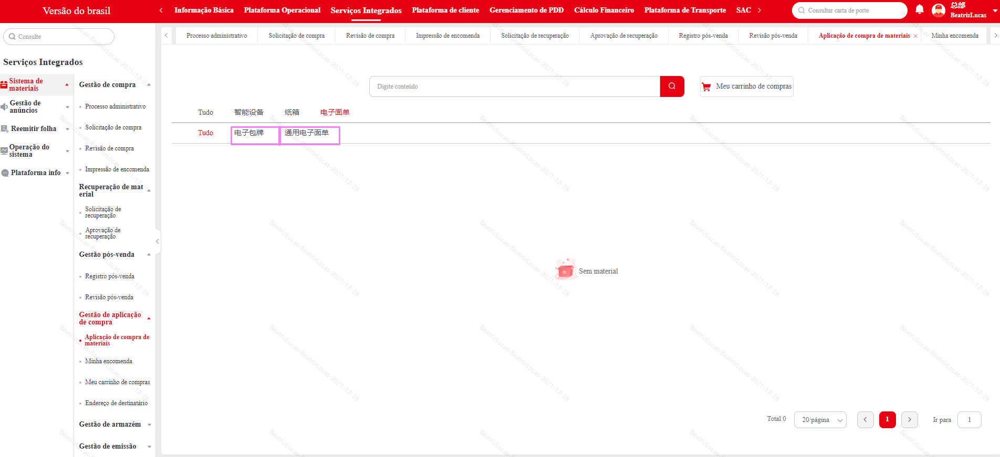 Versão do brasil
Informação Básica
Plataforma Operacional
Serviços Integrados
Plataforma de cliente
Gerenciamento de PDD
Cálculo Financeiro
Plataforma de Transporte
SAC
Consultar carta de porte
总部
BeatrizLucas
Consulte
Serviços Integrados
Sistema de
materiais
Gestão de
anúncios
Reemitir folha
Operação do
sistema
Plataforma info
Gestão de compra
Processo administrativo
Solicitação de compra
Revisão de compra
Impressão de encomenda
Recuperação de mat
erial
Solicitação de
recuperação
Aprovação de
recuperação
Gestão pós-venda
Registro pós-venda
Revisão pós-venda
Gestão de aplicação
de compra
Aplicação de compra de
materiais
Minha encomenda
Meu carrinho de compras
Endereço de destinatário
Gestão de armazém
Gestão de emissão
Processo administrativo
Solicitação de compra
Revisão de compra
Impressão de encomenda
Solicitação de recuperação
Aprovação de recuperação
Registro pós-venda
Revisão pós-venda
Aplicação de compra de materiais
Minha encomenda
Digite conteúdo
Meu carrinho de compras
Tudo
智能设备
纸箱
电子面单
Tudo
电子包牌
通用电子面单
Sem material
Total 0
20/página
1
Ir para
1
BeatrizLucas-BeatrizLucas-2021-12-28